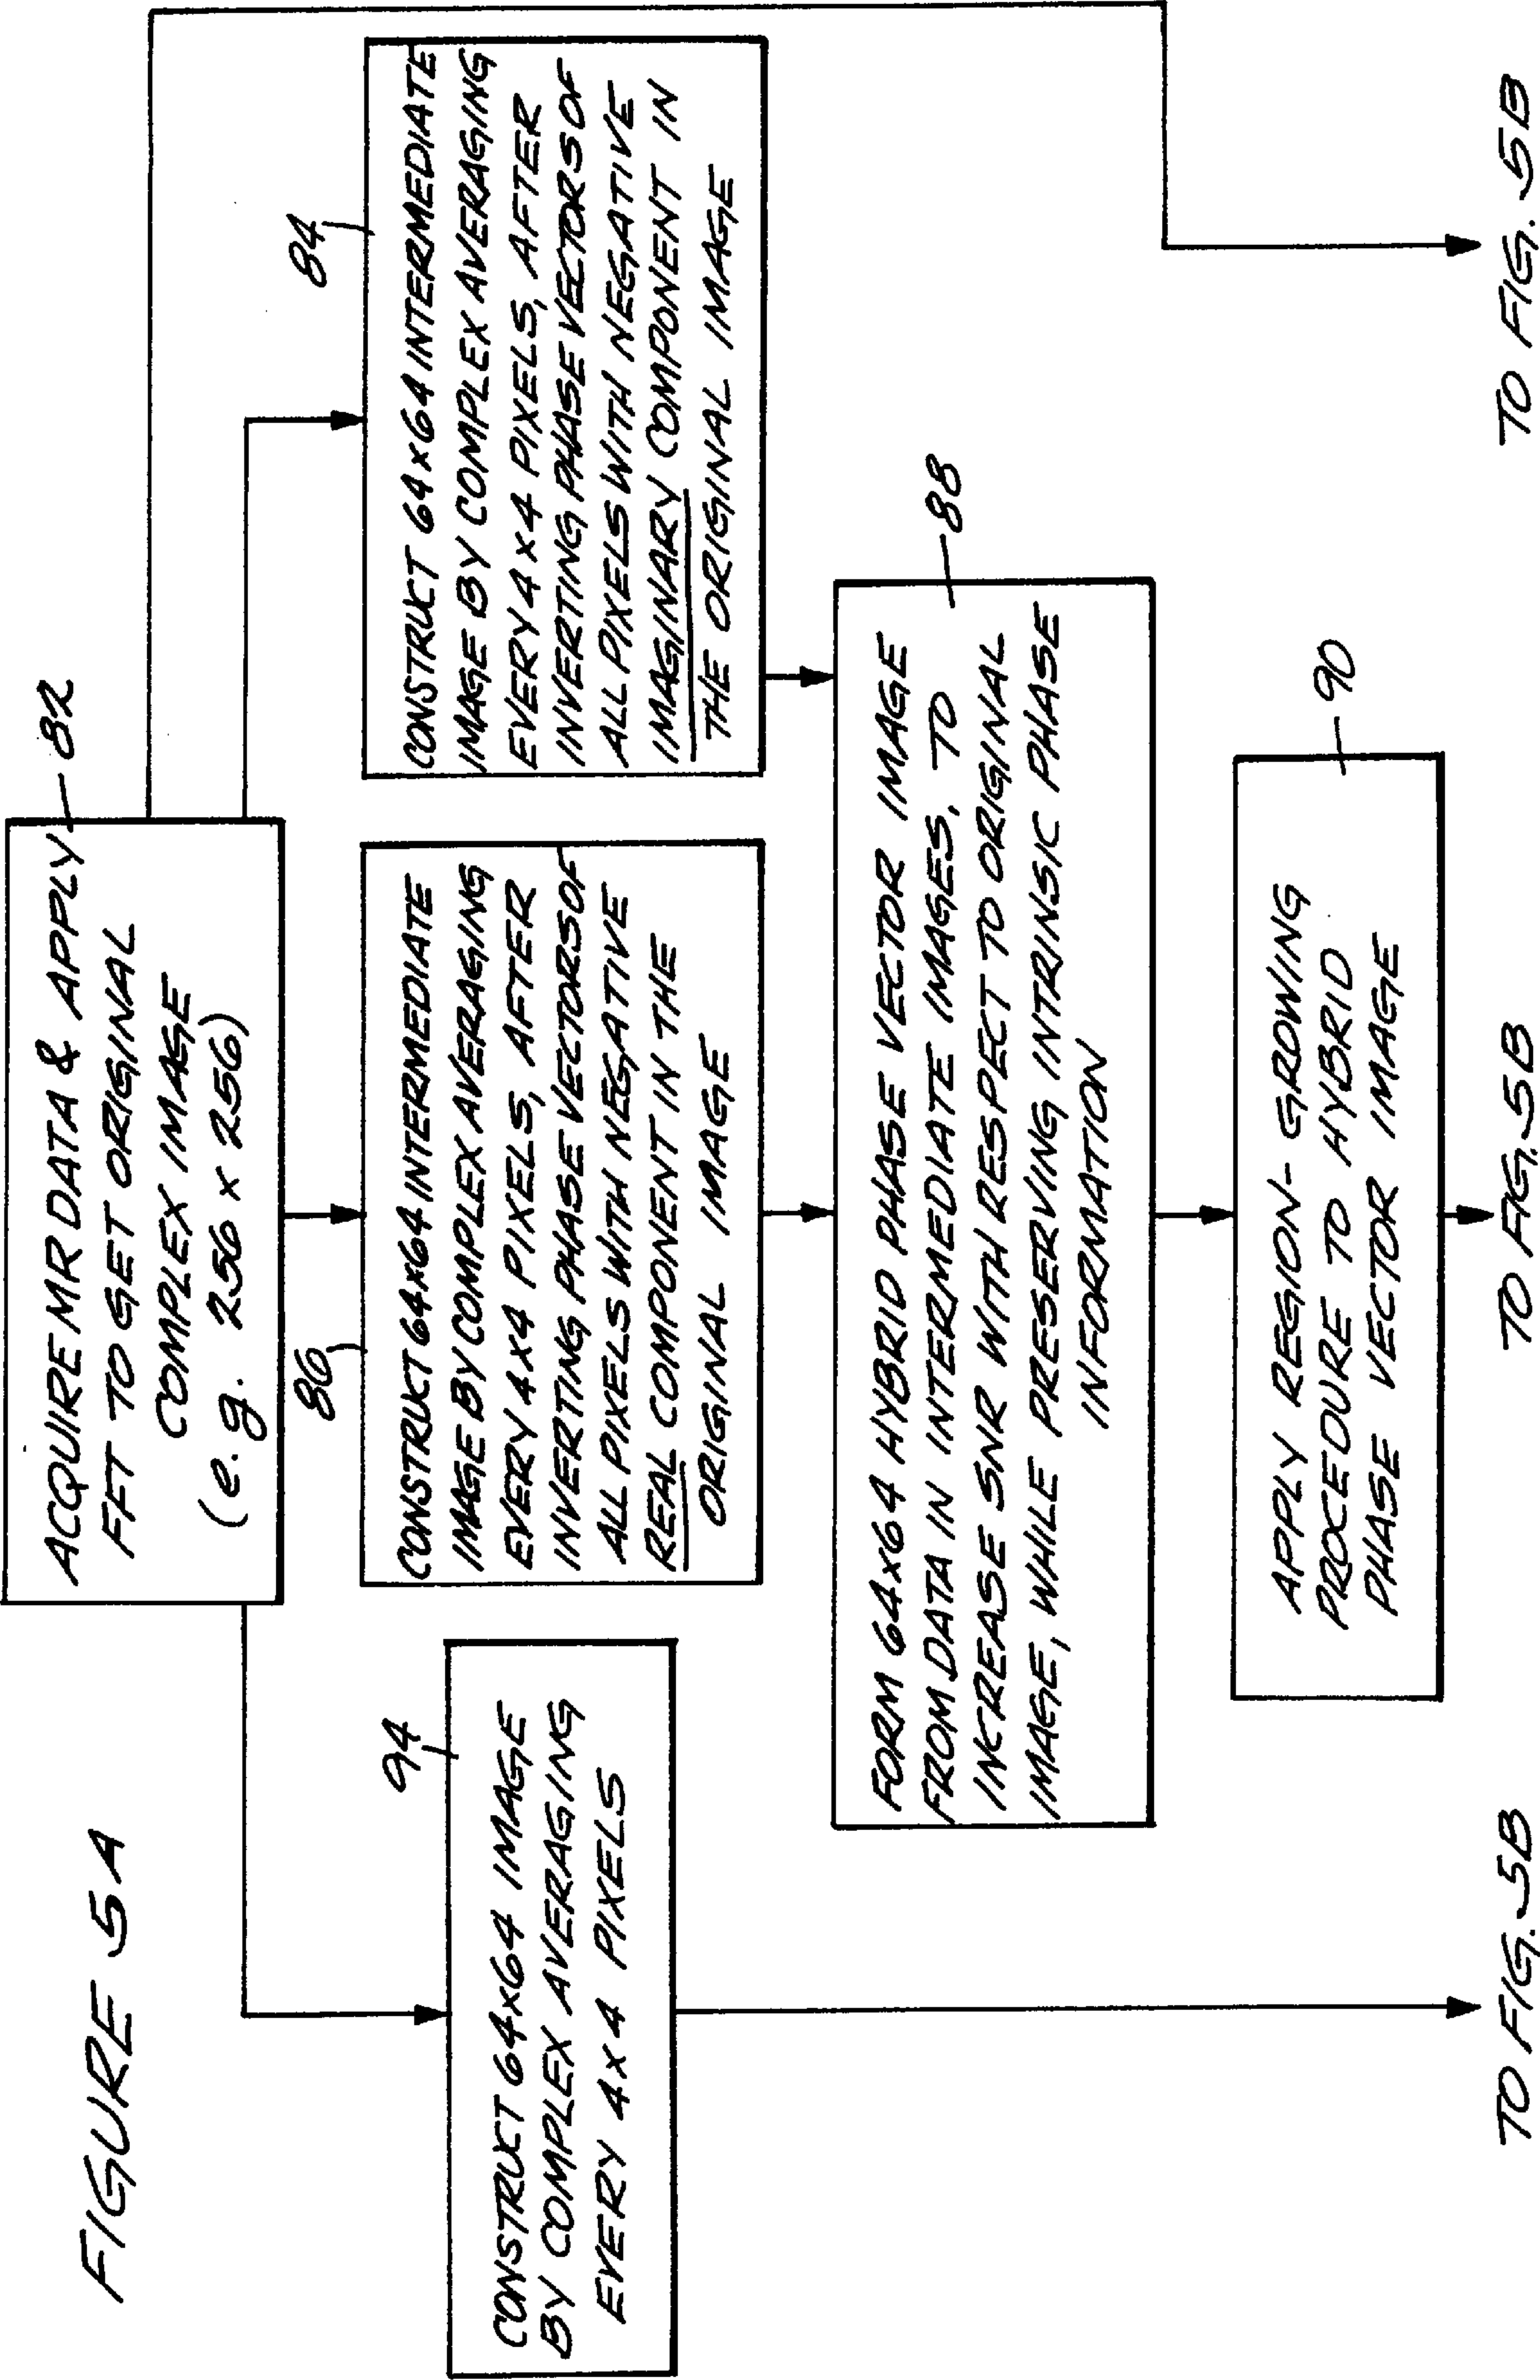 FIGURE 5A
ACQUIRE MR DATA & APPLY
FFT TO GET ORIGINAL
COMPLEX IMAGE
(e.g. 256 x 256)
82
94
CONSTRUCT 64x64 IMAGE
BY COMPLEX AVERAGING
EVERY 4x4 PIXELS
86
CONSTRUCT 64x64 INTERMEDIATE
IMAGE BY COMPLEX AVERAGING
EVERY 4x4 PIXELS, AFTER
INVERTING PHASE VECTORS OF
ALL PIXELS WITH NEGATIVE
REAL COMPONENT IN THE
ORIGINAL IMAGE
84
CONSTRUCT 64x64 INTERMEDIATE
IMAGE BY COMPLEX AVERAGING
EVERY 4x4 PIXELS, AFTER
INVERTING PHASE VECTORS OF
ALL PIXELS WITH NEGATIVE
IMAGINARY COMPONENT IN
THE ORIGINAL IMAGE
FORM 64x64 HYBRID PHASE VECTOR IMAGE
FROM DATA IN INTERMEDIATE IMAGES, TO
INCREASE SNR WITH RESPECT TO ORIGINAL
IMAGE, WHILE PRESERVING INTRINSIC PHASE
INFORMATION
88
APPLY REGION-GROWING
PROCEDURE TO HYBRID
PHASE VECTOR IMAGE
90
TO FIG. 5B
TO FIG. 5B
TO FIG. 5B